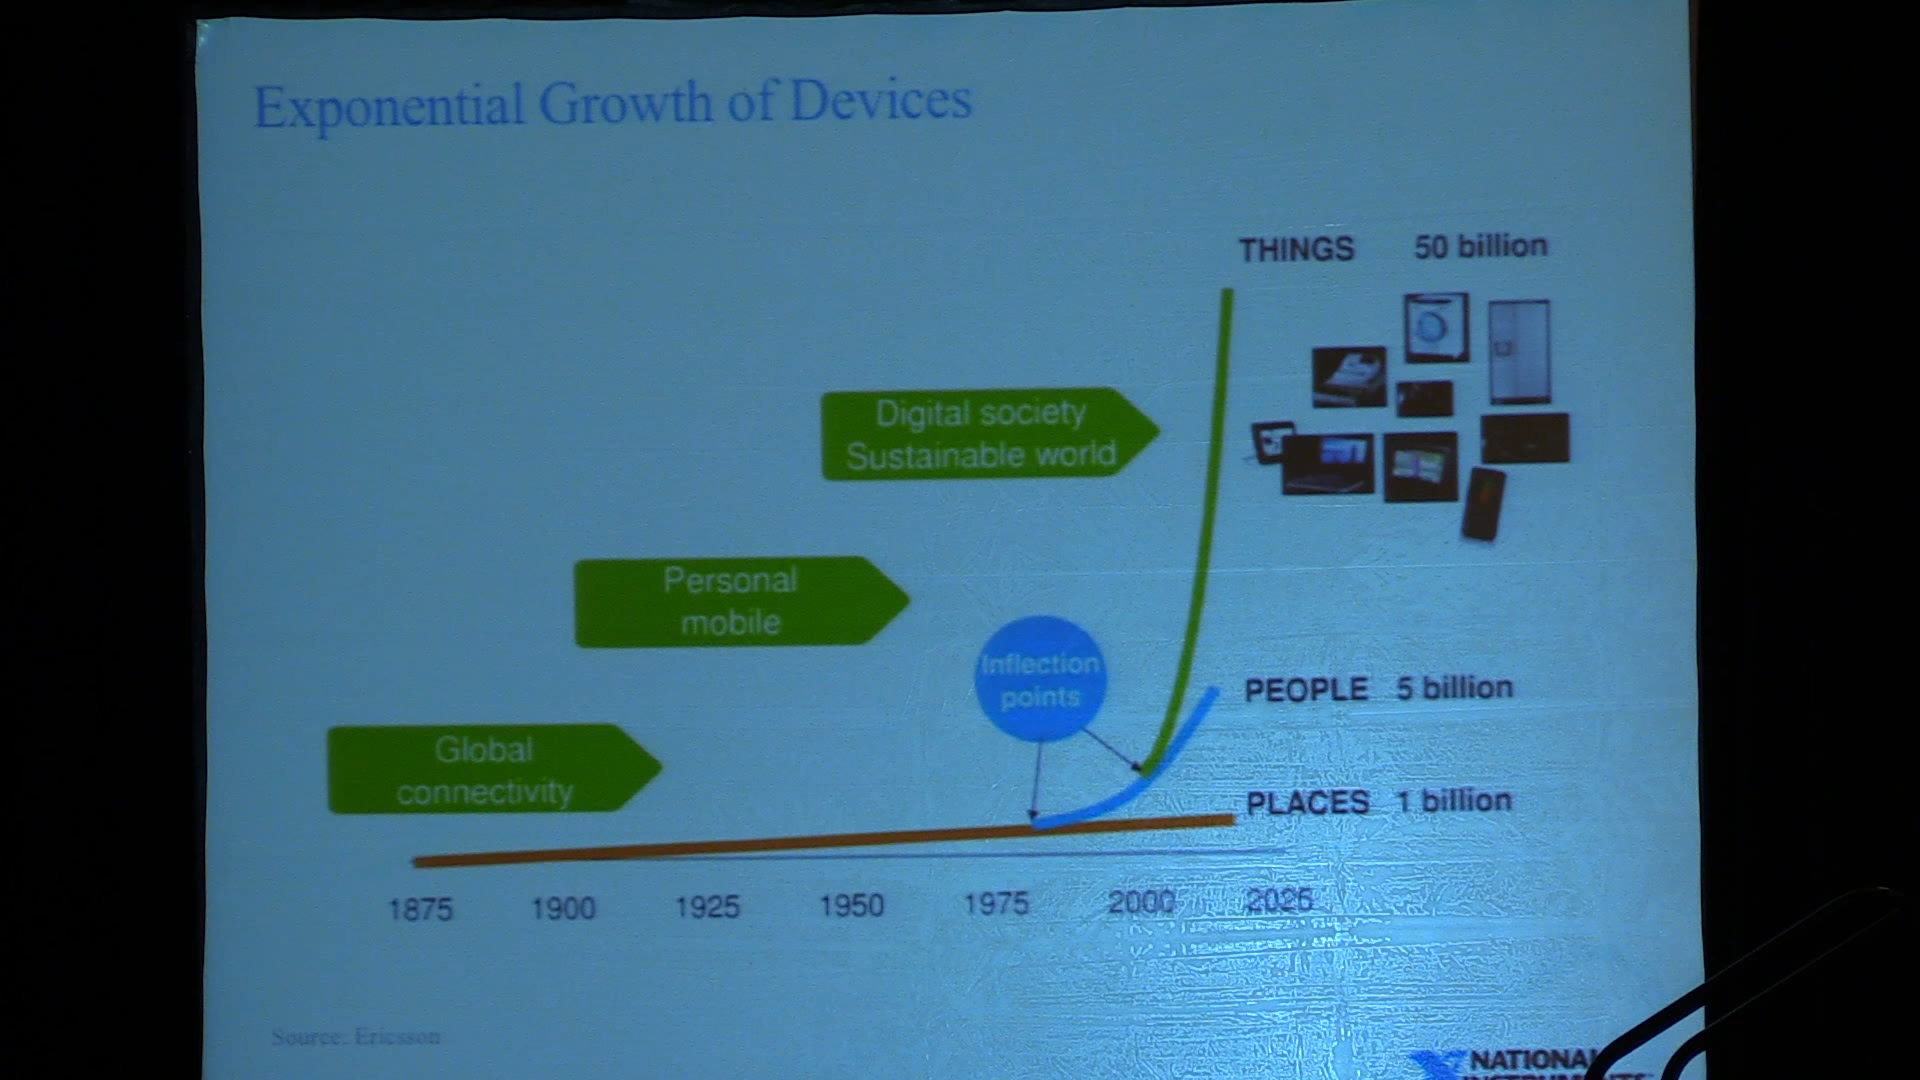 Exponential Growth of Devices
THINGS 50 billion
Digital society
Sustainable world
Personal
mobile
Inflection
points
PEOPLE 5 billion
Global
connectivity
PLACES 1 billion
1875 1900 1925 1950 1975 2000 2025
Source: Ericsson
NATIONAL
INSTRUMENTS